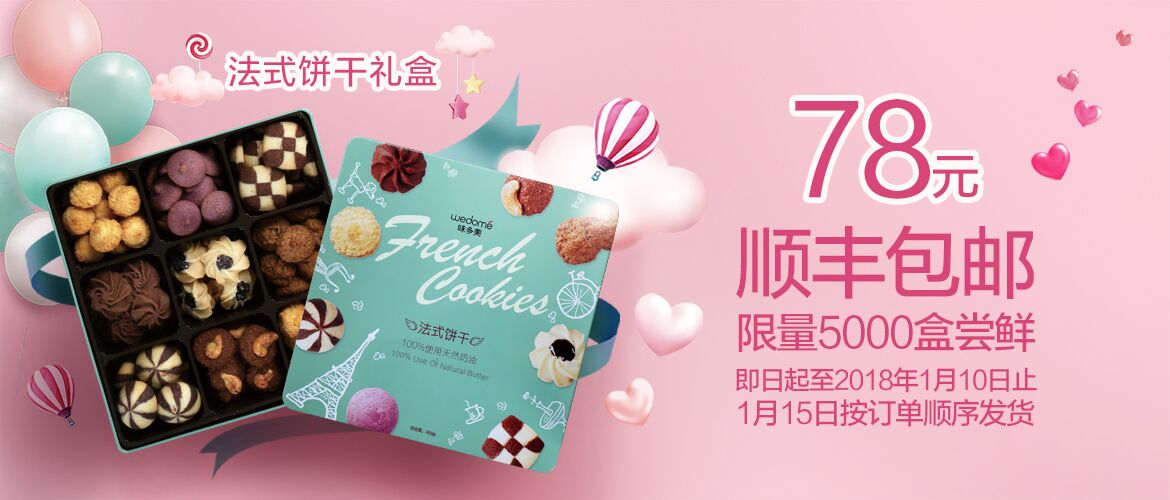 法式饼干礼盒
wedomé
味多美
French
Cookies
法式饼干
100%使用天然奶油
100% Use Of Natural Butter
78元
顺丰包邮
限量5000盒尝鲜
即日起至2018年1月10日止
1月15日按订单顺序发货